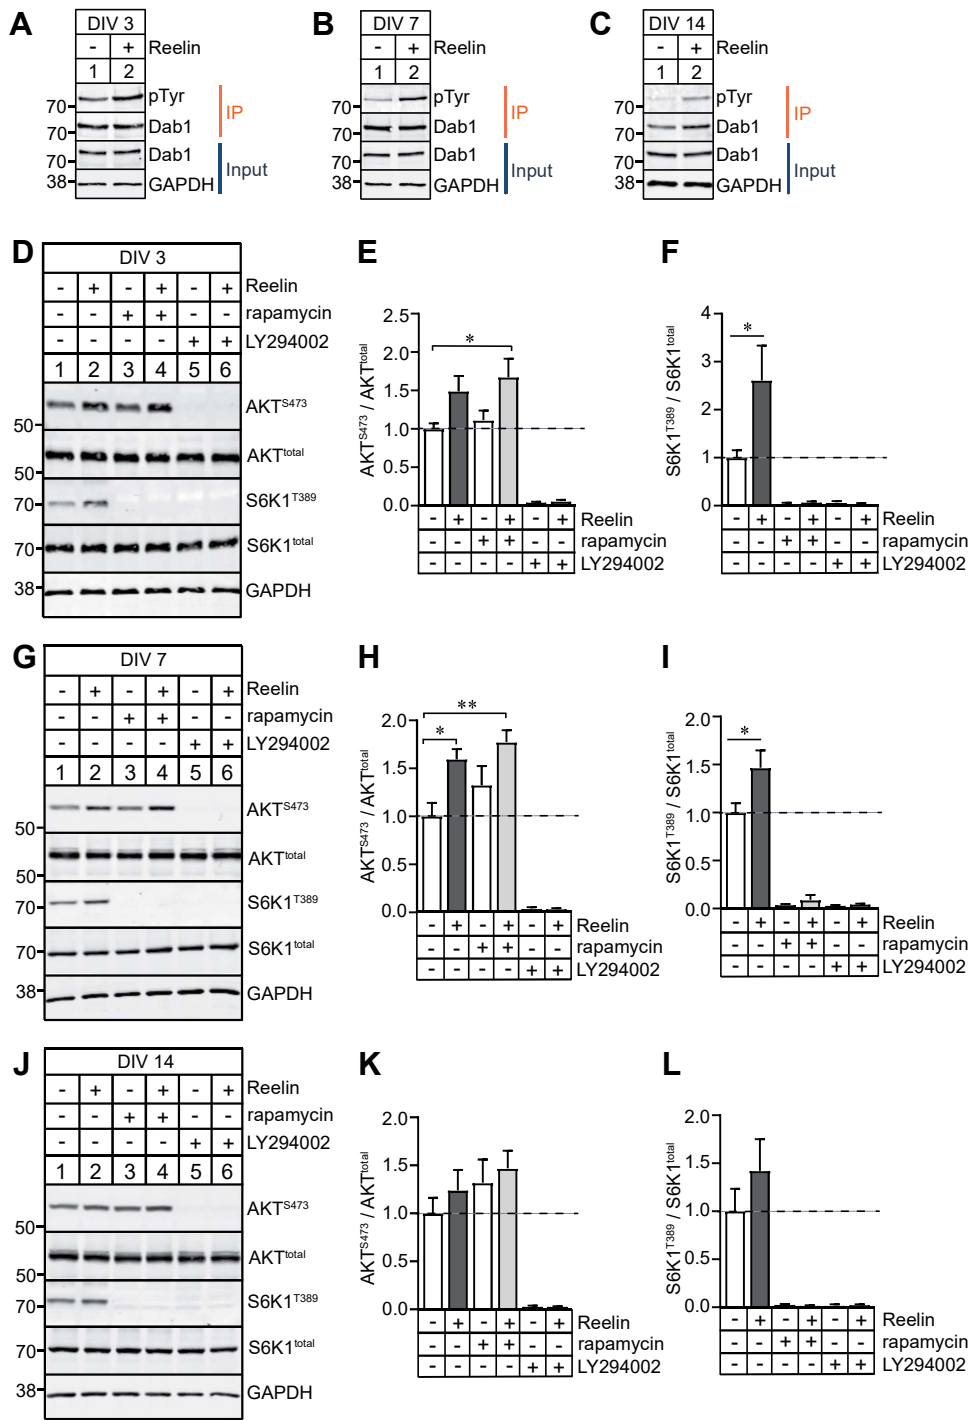 A
DIV 3
- + Reelin
1 2
70 pTyr
70 Dab1
IP
70 Dab1
38 GAPDH
Input
B
DIV 7
- + Reelin
1 2
70 pTyr
70 Dab1
IP
70 Dab1
38 GAPDH
Input
C
DIV 14
- + Reelin
1 2
70 pTyr
70 Dab1
IP
70 Dab1
38 GAPDH
Input
D
DIV 3
- + - + - + Reelin
- - + + - - rapamycin
- - - - + + LY294002
1 2 3 4 5 6
AKTS473
50
AKTtotal
50
70 S6K1T389
70 S6K1total
38 GAPDH
E
AKTS473 / AKTtotal
2.5
2.0
1.5
1.0
0.5
0.0
*
- + - + - + Reelin
- - + + - - rapamycin
- - - - + + LY294002
F
S6K1T389 / S6K1total
4
3
2
1
0
*
- + - + - + Reelin
- - + + - - rapamycin
- - - - + + LY294002
G
DIV 7
- + - + - + Reelin
- - + + - - rapamycin
- - - - + + LY294002
1 2 3 4 5 6
AKTS473
50
AKTtotal
50
70 S6K1T389
70 S6K1total
38 GAPDH
H
AKTS473 / AKTtotal
2.0
1.5
1.0
0.5
0.0
**
*
- + - + - + Reelin
- - + + - - rapamycin
- - - - + + LY294002
I
S6K1T389 / S6K1total
2.0
1.5
1.0
0.5
0.0
*
- + - + - + Reelin
- - + + - - rapamycin
- - - - + + LY294002
J
DIV 14
- + - + - + Reelin
- - + + - - rapamycin
- - - - + + LY294002
1 2 3 4 5 6
AKTS473
50
AKTtotal
50
70 S6K1T389
70 S6K1total
38 GAPDH
K
AKTS473 / AKTtotal
2.0
1.5
1.0
0.5
0.0
- + - + - + Reelin
- - + + - - rapamycin
- - - - + + LY294002
L
S6K1T389 / S6K1total
2.0
1.5
1.0
0.5
0.0
- + - + - + Reelin
- - + + - - rapamycin
- - - - + + LY294002